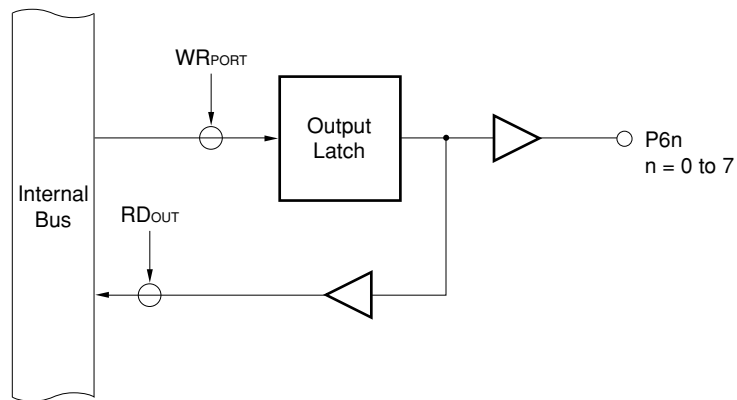 WRPORT
Output
Latch
P6n
n = 0 to 7
Internal
Bus
RDOUT